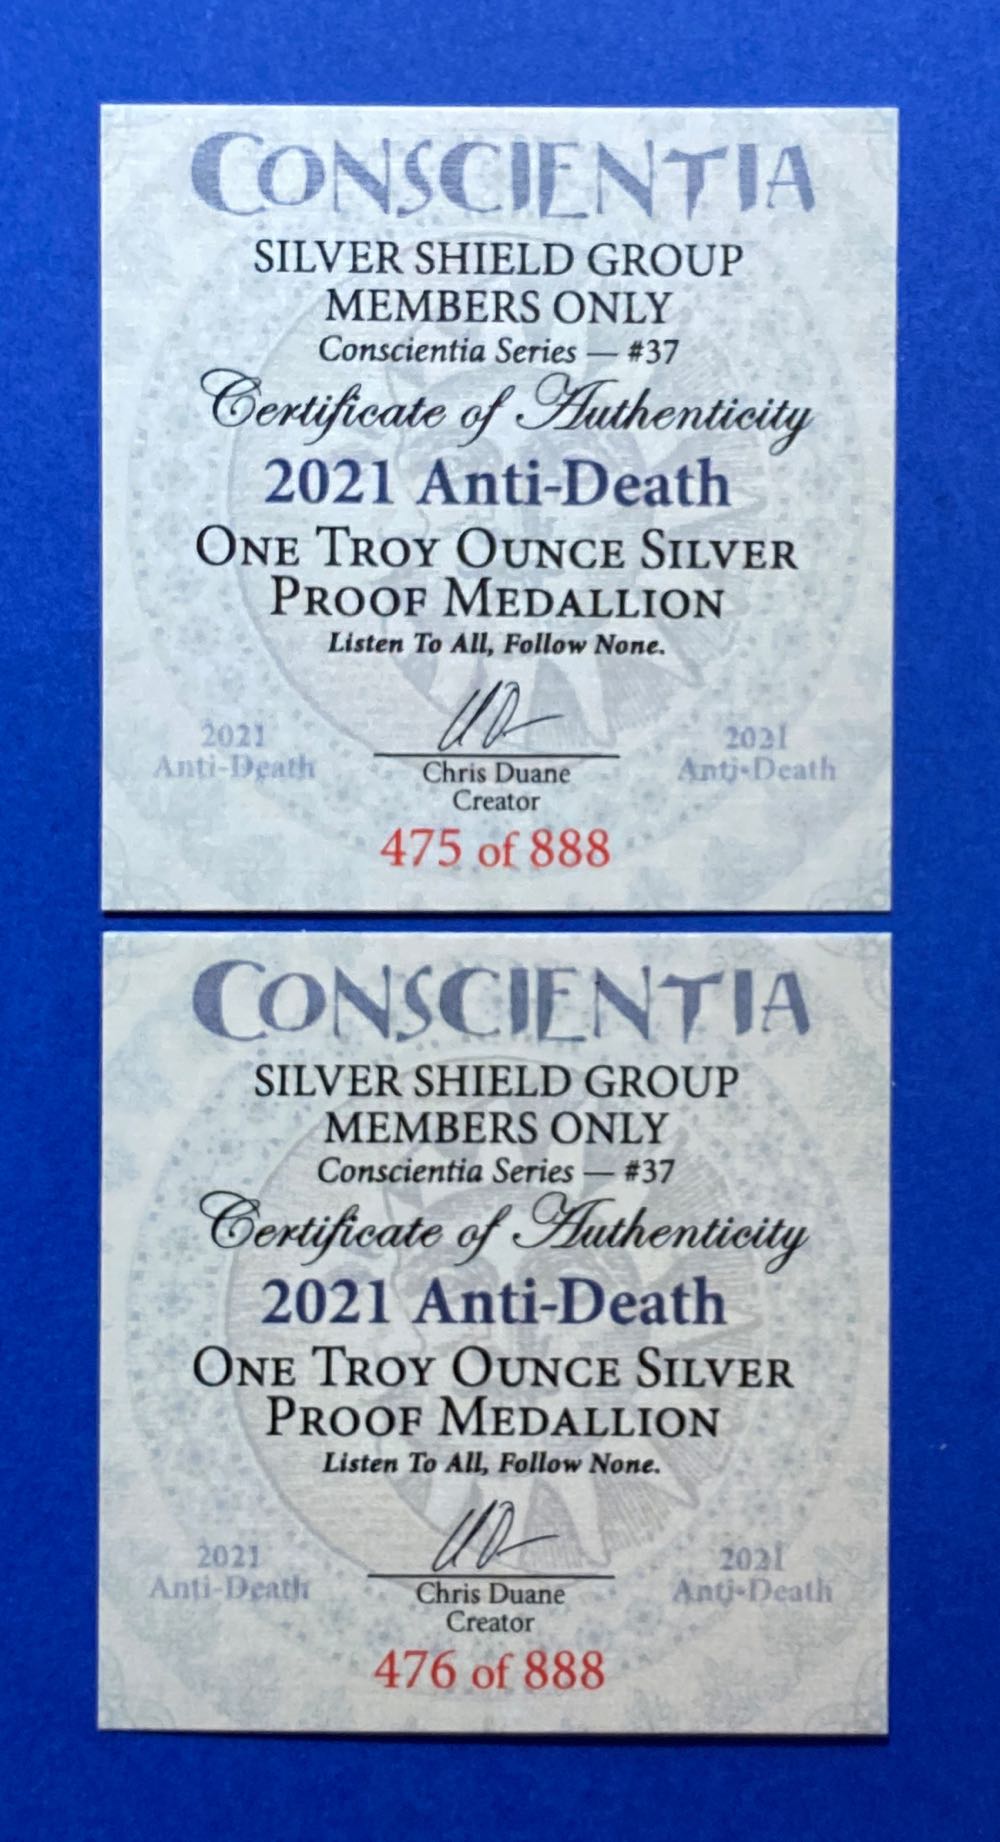 CONSCIENTIA
SILVER SHIELD GROUP
MEMBERS ONLY
Conscientia Series — #37
Certificate of Authenticity
2021 Anti-Death
ONE TROY OUNCE SILVER
PROOF MEDALLION
Listen To All, Follow None.
2021
Anti-Death
2021
Anti-Death
Chris Duane
Creator
475 of 888
CONSCIENTIA
SILVER SHIELD GROUP
MEMBERS ONLY
Conscientia Series — #37
Certificate of Authenticity
2021 Anti-Death
ONE TROY OUNCE SILVER
PROOF MEDALLION
Listen To All, Follow None.
2021
Anti-Death
2021
Anti-Death
Chris Duane
Creator
476 of 888